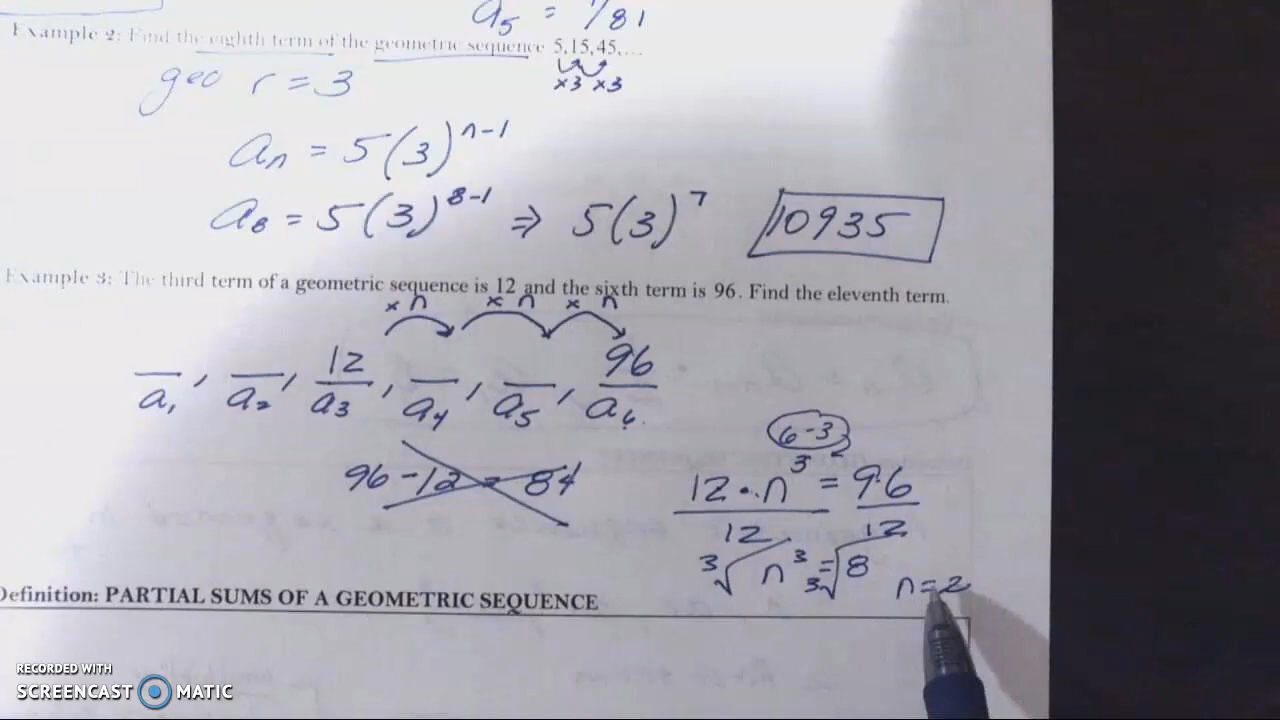 a₅ = 1/81
Example 2: Find the eighth term of the geometric sequence 5,15,45,...
×3 ×3
geo r = 3
aₙ = 5(3)ⁿ⁻¹
a₈ = 5(3)⁸⁻¹ ⇒ 5(3)⁷ 10935
Example 3: The third term of a geometric sequence is 12 and the sixth term is 96. Find the eleventh term.
× n × n × n
12 96
a₁ , a₂ , a₃ , a₄ , a₅ , a₆
6-3
96 - 12 = 84
12 · n³ = 96
12 12
³√n³ = ³√8 n = 2
Definition: PARTIAL SUMS OF A GEOMETRIC SEQUENCE
RECORDED WITH
SCREENCAST MATIC